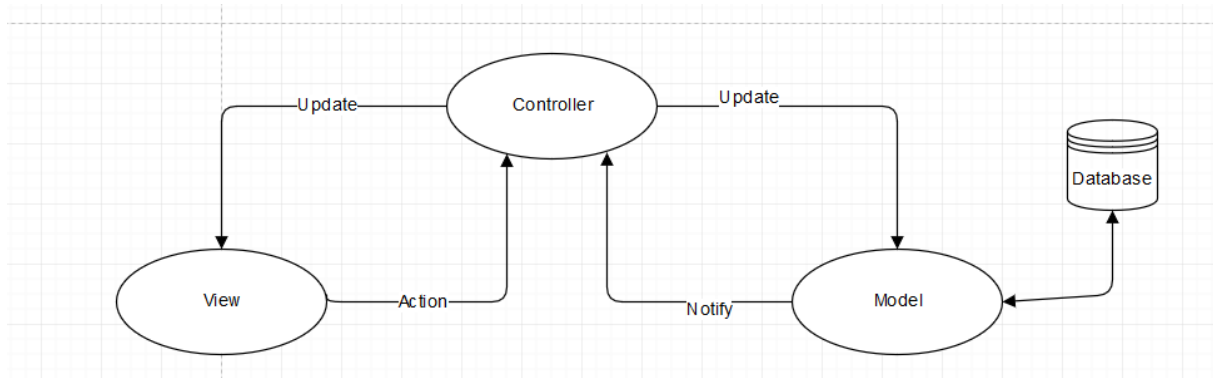 Update
Controller
Update
Database
View
Action
Notify
Model